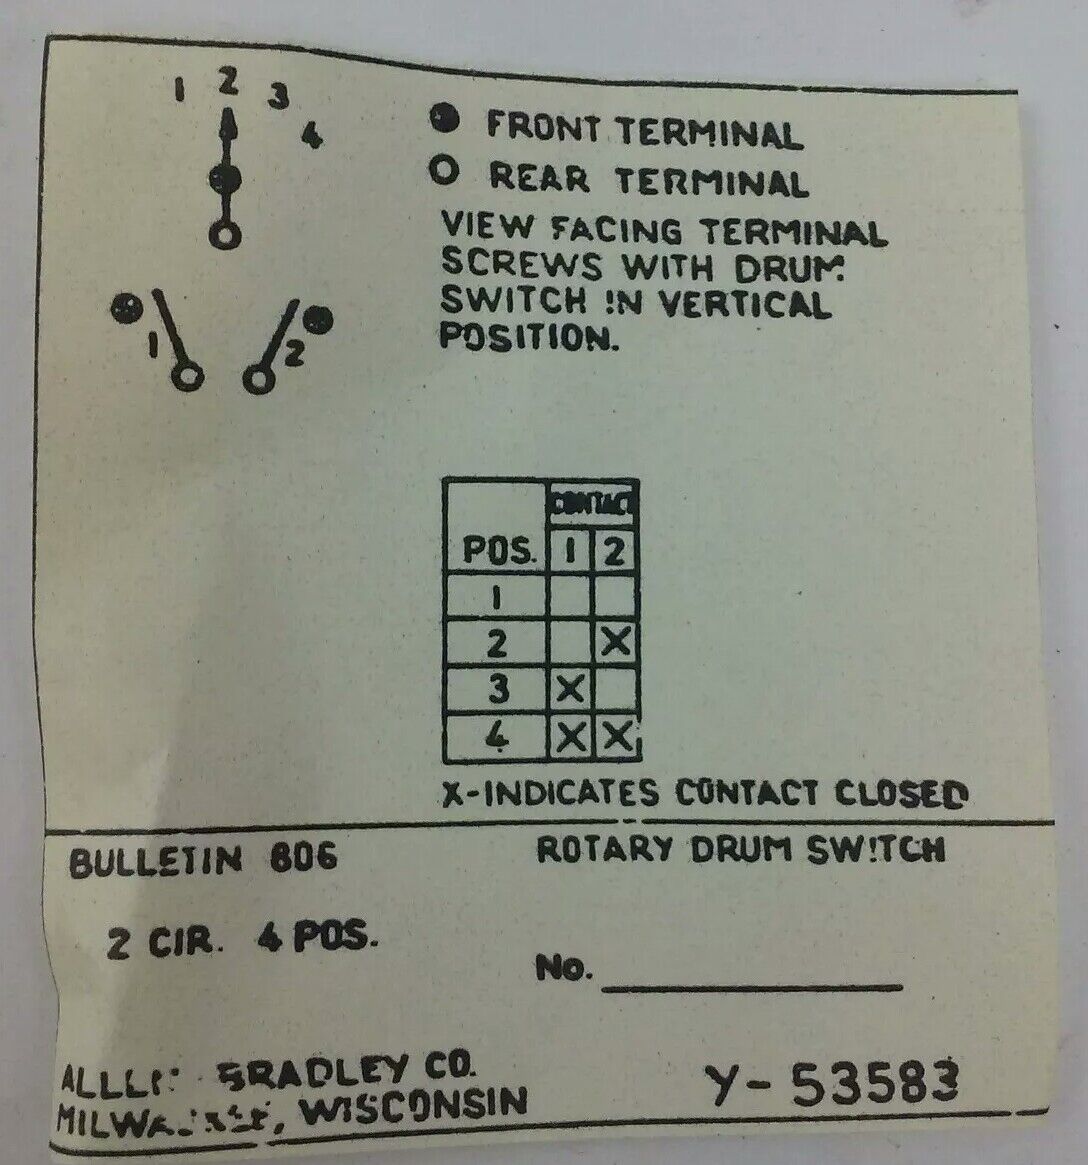 1 2 3
4
FRONT TERMINAL
REAR TERMINAL
VIEW FACING TERMINAL
SCREWS WITH DRUM
SWITCH IN VERTICAL
POSITION.
1 2
CONTACT
POS. 1 2
1
2 X
3 X
4 X X
X-INDICATES CONTACT CLOSED
BULLETIN 806 ROTARY DRUM SWITCH
2 CIR. 4 POS.
No.
ALLEN-BRADLEY CO.
MILWAUKEE, WISCONSIN
Y-53583